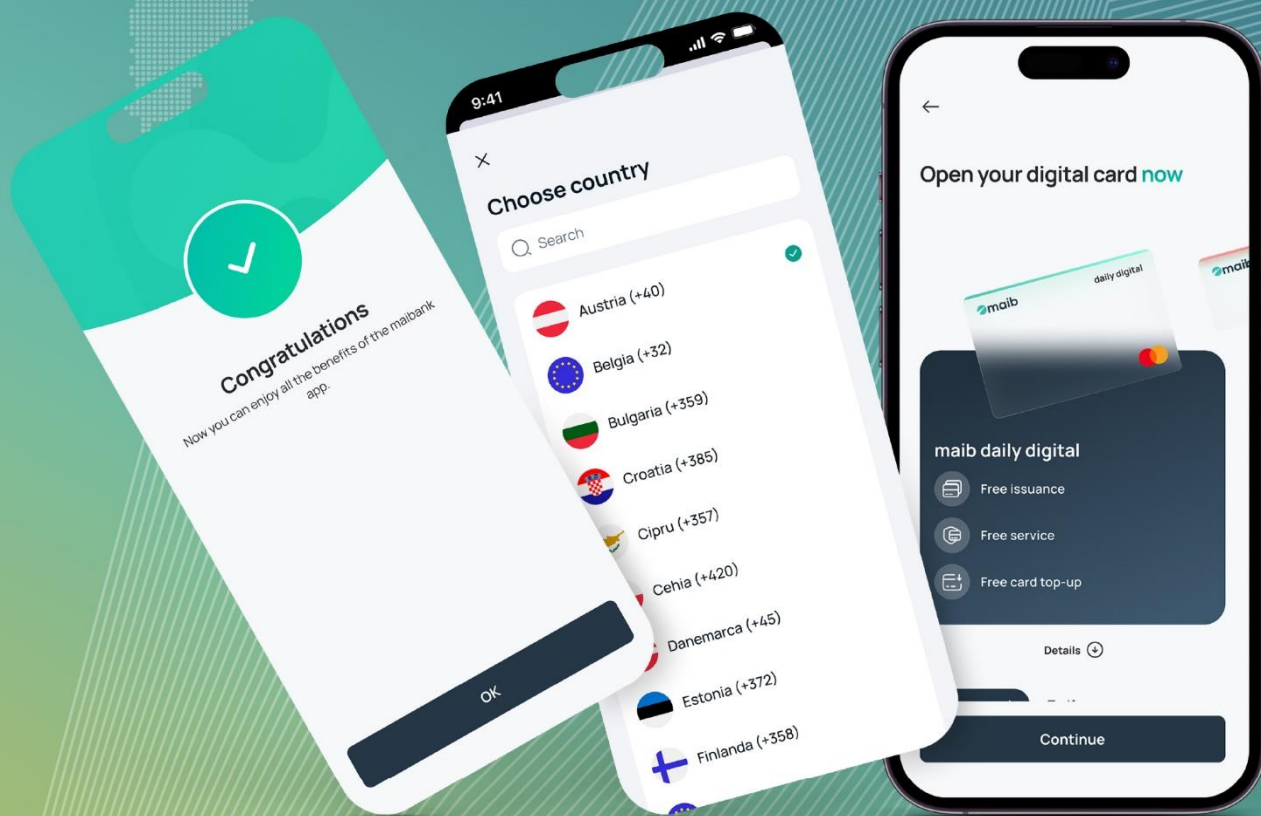 Congratulations
Now you can enjoy all the benefits of the maibank
app.
OK
9:41
Choose country
Search
Austria (+40)
Belgia (+32)
Bulgaria (+359)
Croatia (+385)
Cipru (+357)
Cehia (+420)
Danemarca (+45)
Estonia (+372)
Finlanda (+358)
Open your digital card now
maib
daily digital
maib
maib daily digital
Free issuance
Free service
Free card top-up
Details
Continue